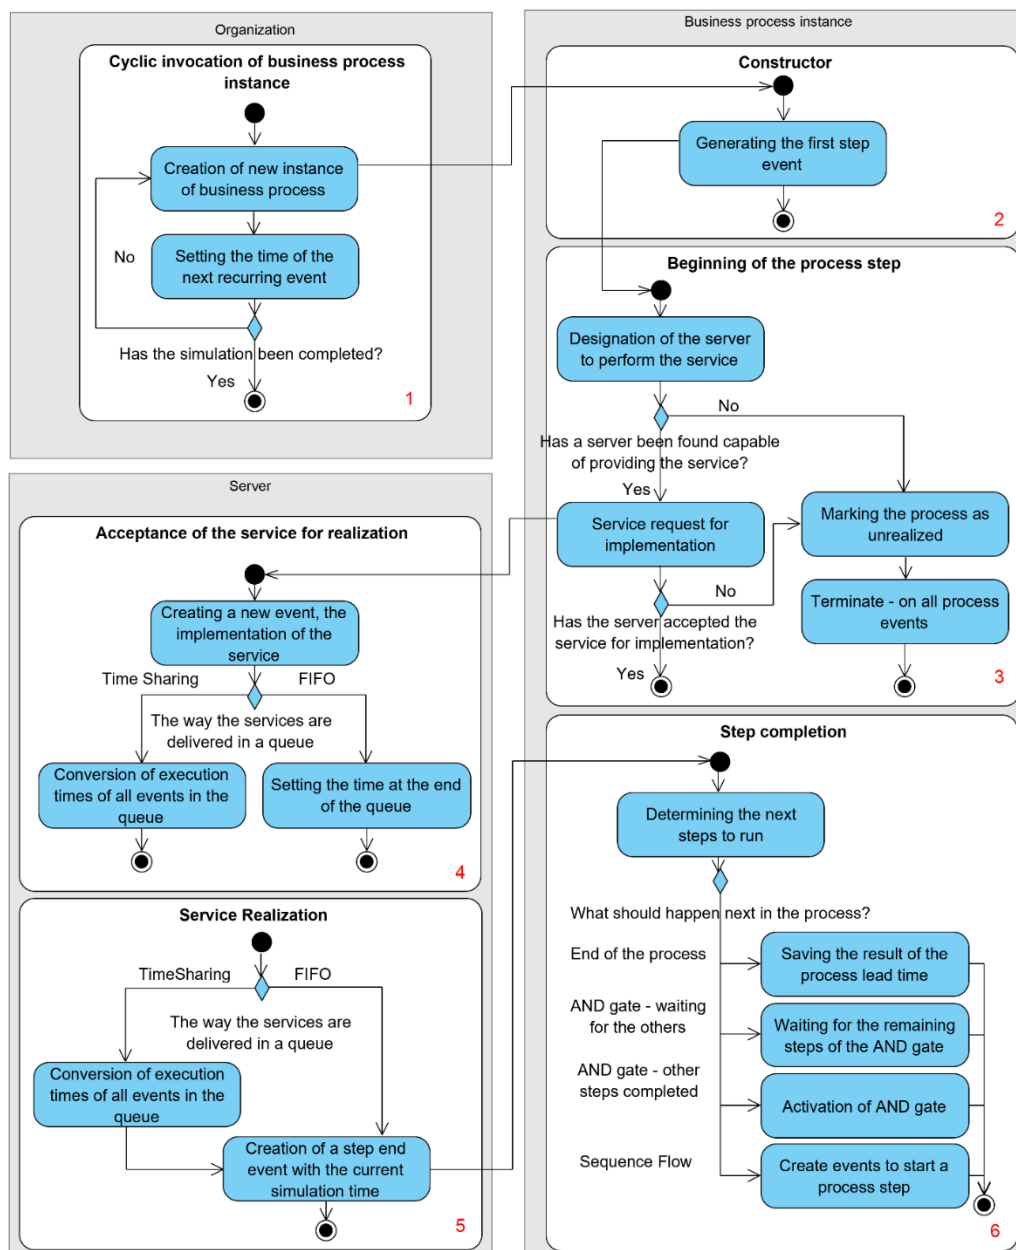 Organization
Cyclic invocation of business process
instance
Creation of new instance
of business process
No
Setting the time of the
next recurring event
Has the simulation been completed?
Yes
1
Business process instance
Constructor
Generating the first step
event
2
Beginning of the process step
Designation of the server
to perform the service
No
Has a server been found capable
of providing the service?
Yes
Service request for
implementation
Marking the process as
unrealized
No
Has the server accepted the
service for implementation?
Terminate - on all process
events
Yes
3
Server
Acceptance of the service for realization
Creating a new event, the
implementation of the
service
Time Sharing
FIFO
The way the services are
delivered in a queue
Conversion of execution
times of all events in the
queue
Setting the time at the end
of the queue
4
Service Realization
TimeSharing
FIFO
The way the services are
delivered in a queue
Conversion of execution
times of all events in the
queue
Creation of a step end
event with the current
simulation time
5
Step completion
Determining the next
steps to run
What should happen next in the process?
End of the process
Saving the result of the
process lead time
AND gate - waiting
for the others
Waiting for the remaining
steps of the AND gate
AND gate - other
steps completed
Activation of AND gate
Sequence Flow
Create events to start a
process step
6